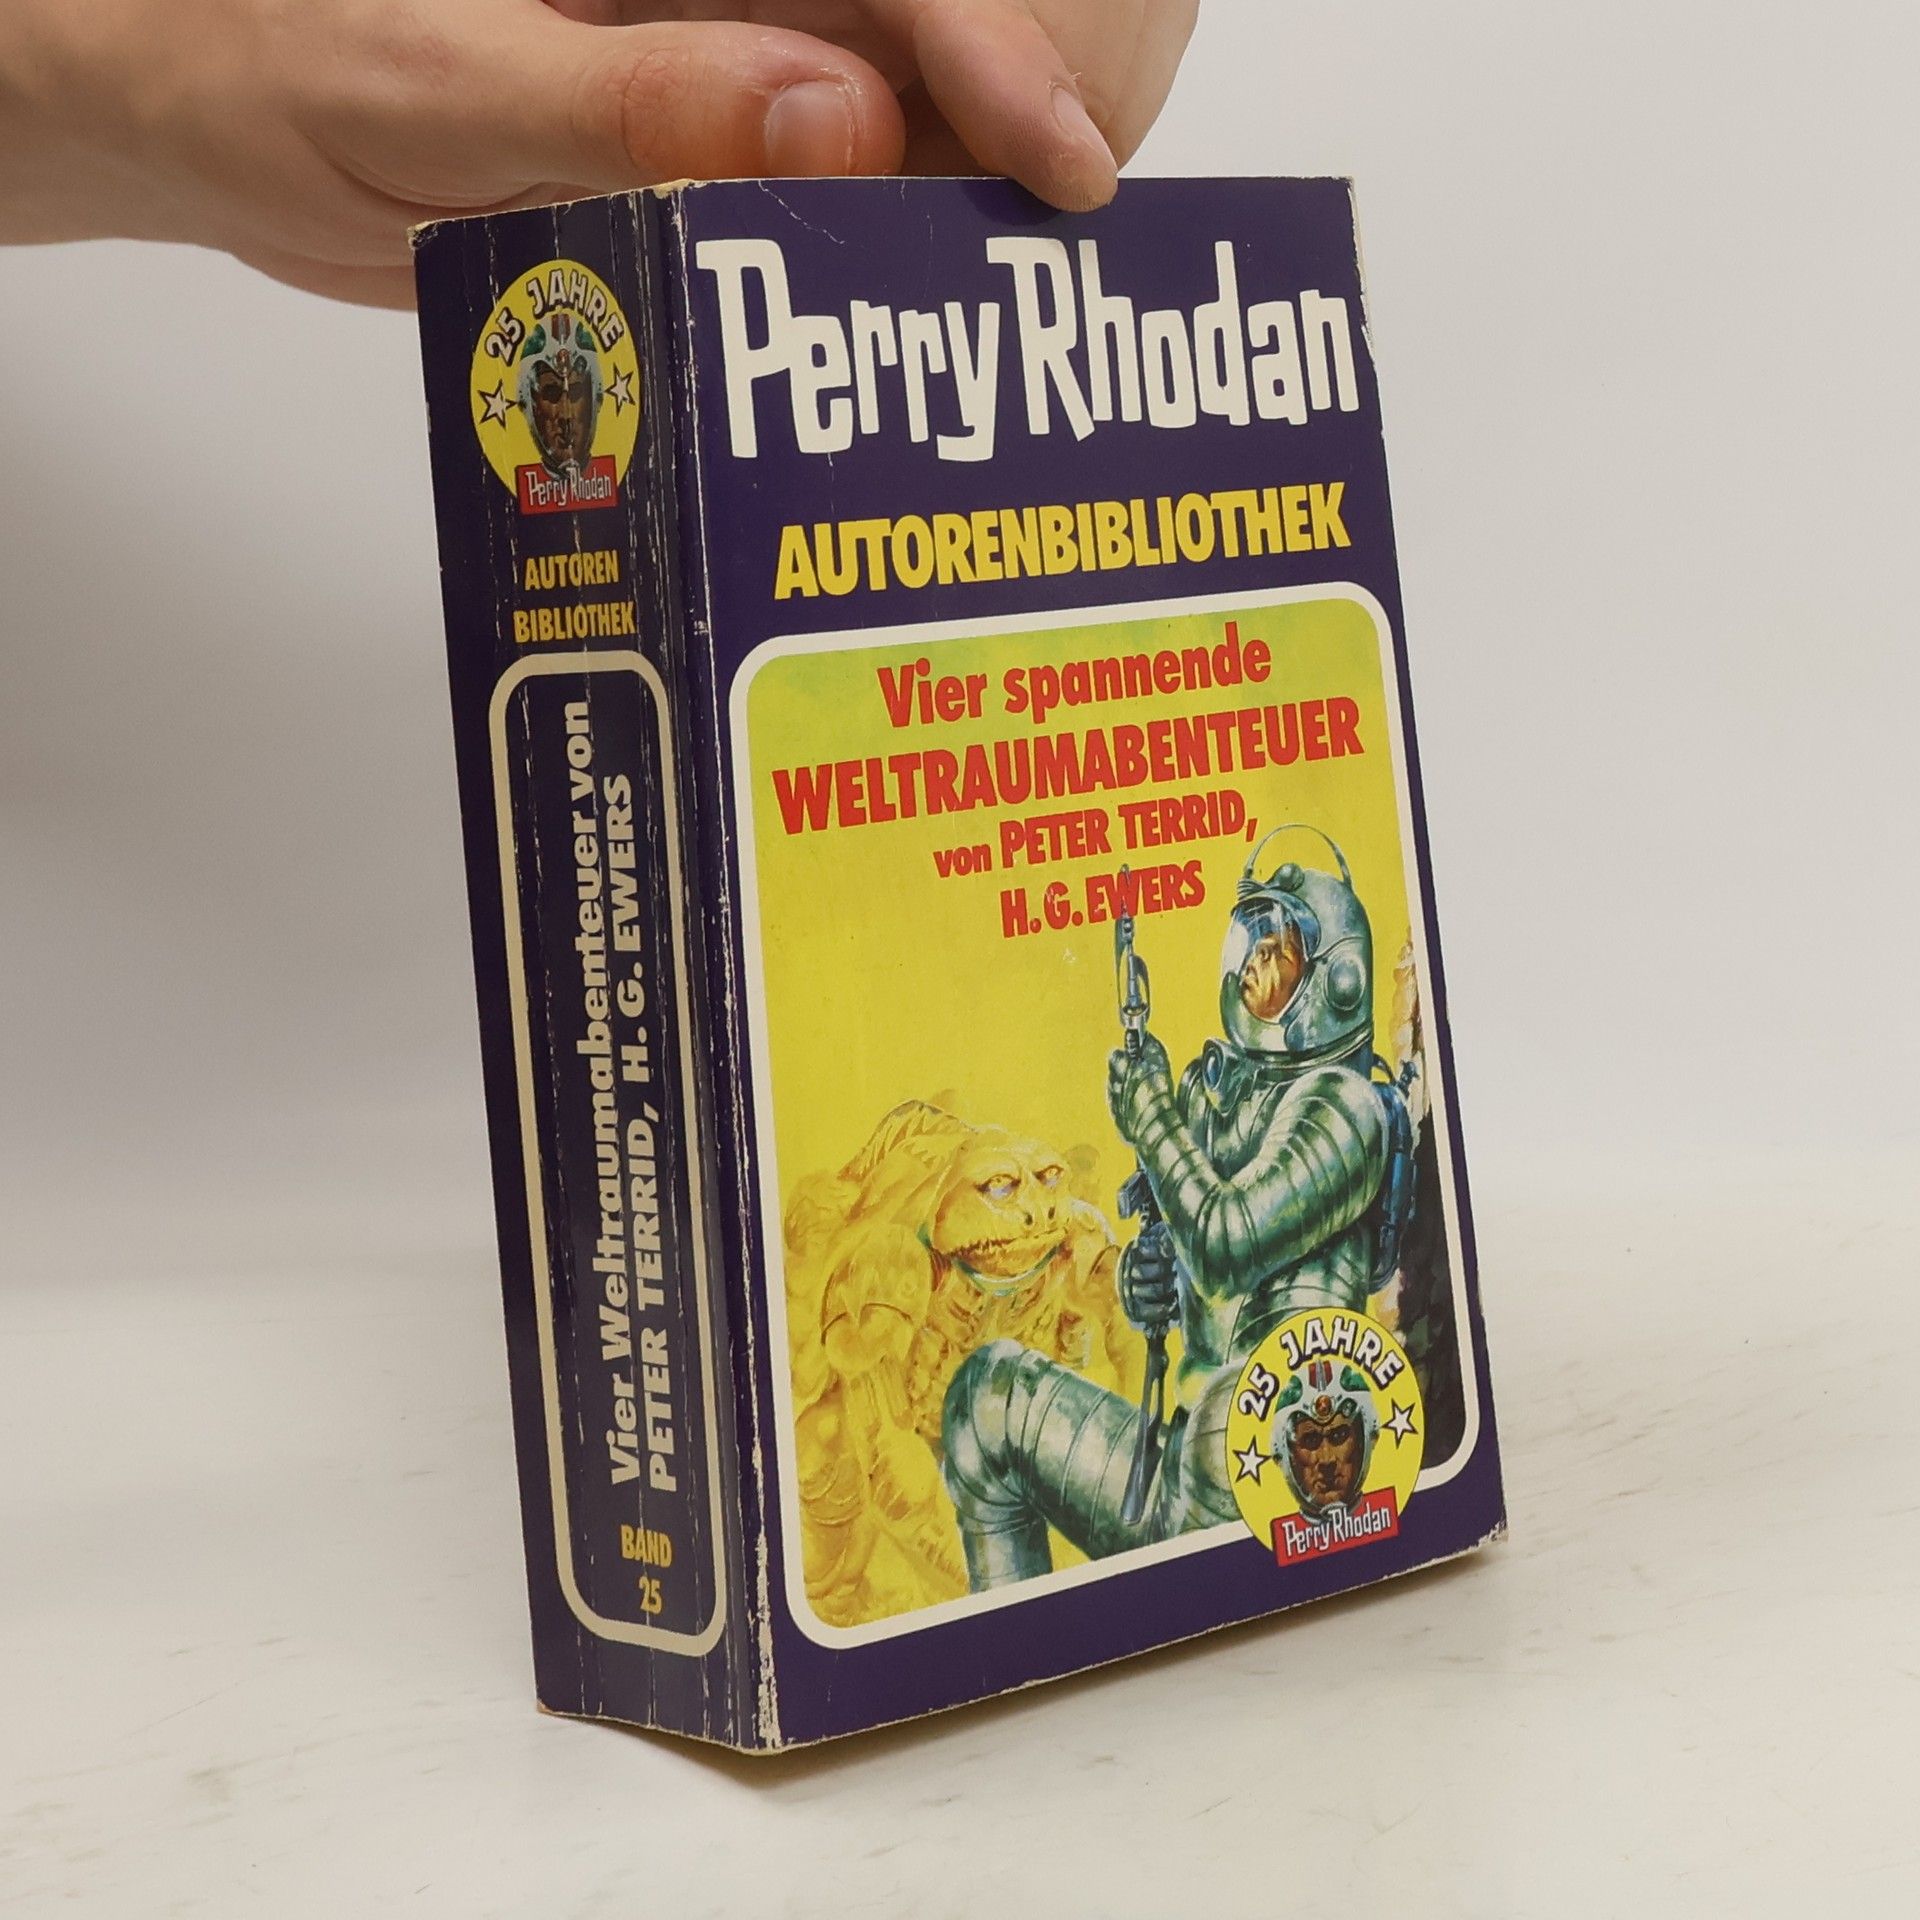 25 JAHRE
Perry Rhodan
AUTOREN
BIBLIOTHEK
Vier Weltraumabenteuer von
PETER TERRID, H.G. EWERS
BAND
25
Perry Rhodan
AUTORENBIBLIOTHEK
Vier spannende
WELTRAUMABENTEUER
von PETER TERRID,
H.G. EWERS
25 JAHRE
Perry Rhodan